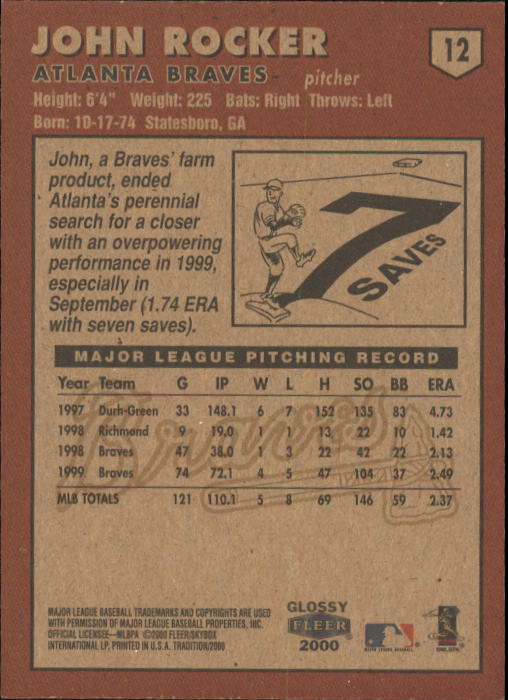 JOHN ROCKER
12
ATLANTA BRAVES pitcher
Height: 6'4" Weight: 225 Bats: Right Throws: Left
Born: 10-17-74 Statesboro, GA
John, a Braves' farm
product, ended
Atlanta's perennial
search for a closer
with an overpowering
performance in 1999,
especially in
September (1.74 ERA
with seven saves).
7
SAVES
MAJOR LEAGUE PITCHING RECORD
Year Team G IP W L H SO BB ERA
1997 Durh-Green 33 148.1 6 7 152 135 83 4.73
1998 Richmond 9 19.0 1 1 13 22 10 1.42
1998 Braves 47 38.0 1 3 22 42 22 2.13
1999 Braves 74 72.1 4 5 47 104 37 2.49
MLB TOTALS 121 110.1 5 8 69 146 59 2.37
Braves
MAJOR LEAGUE BASEBALL TRADEMARKS AND COPYRIGHTS ARE USED
WITH PERMISSION OF MAJOR LEAGUE BASEBALL PROPERTIES, INC.
OFFICIAL LICENSEE—MLBPA ©2000 FLEER/SKYBOX
INTERNATIONAL LP. PRINTED IN U.S.A. TRADITION/2000
GLOSSY
FLEER
2000
MAJOR LEAGUE BASEBALL